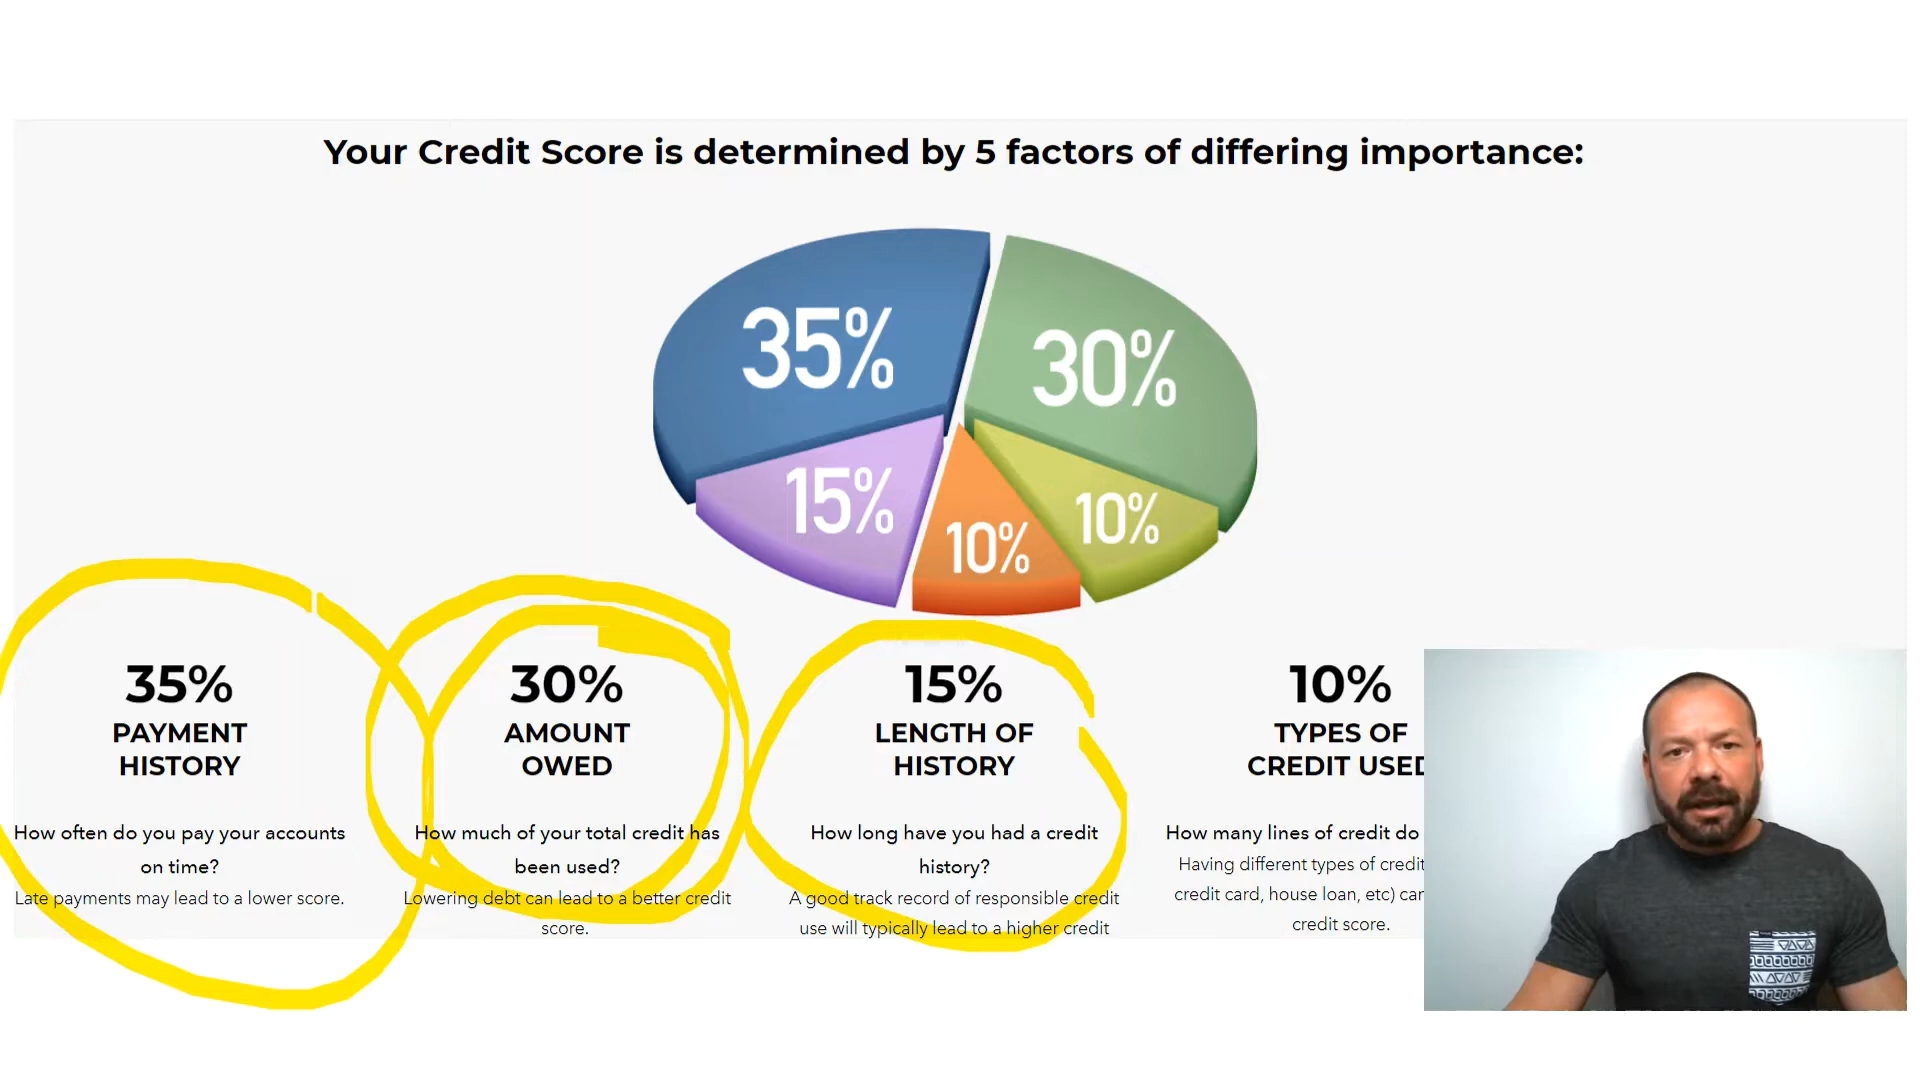 Your Credit Score is determined by 5 factors of differing importance:
35%
30%
15%
10%
10%
35%
PAYMENT
HISTORY
How often do you pay your accounts
on time?
Late payments may lead to a lower score.
30%
AMOUNT
OWED
How much of your total credit has
been used?
Lowering debt can lead to a better credit
score.
15%
LENGTH OF
HISTORY
How long have you had a credit
history?
A good track record of responsible credit
use will typically lead to a higher credit
10%
TYPES OF
CREDIT USED
How many lines of credit do
Having different types of credit
credit card, house loan, etc) can
credit score.